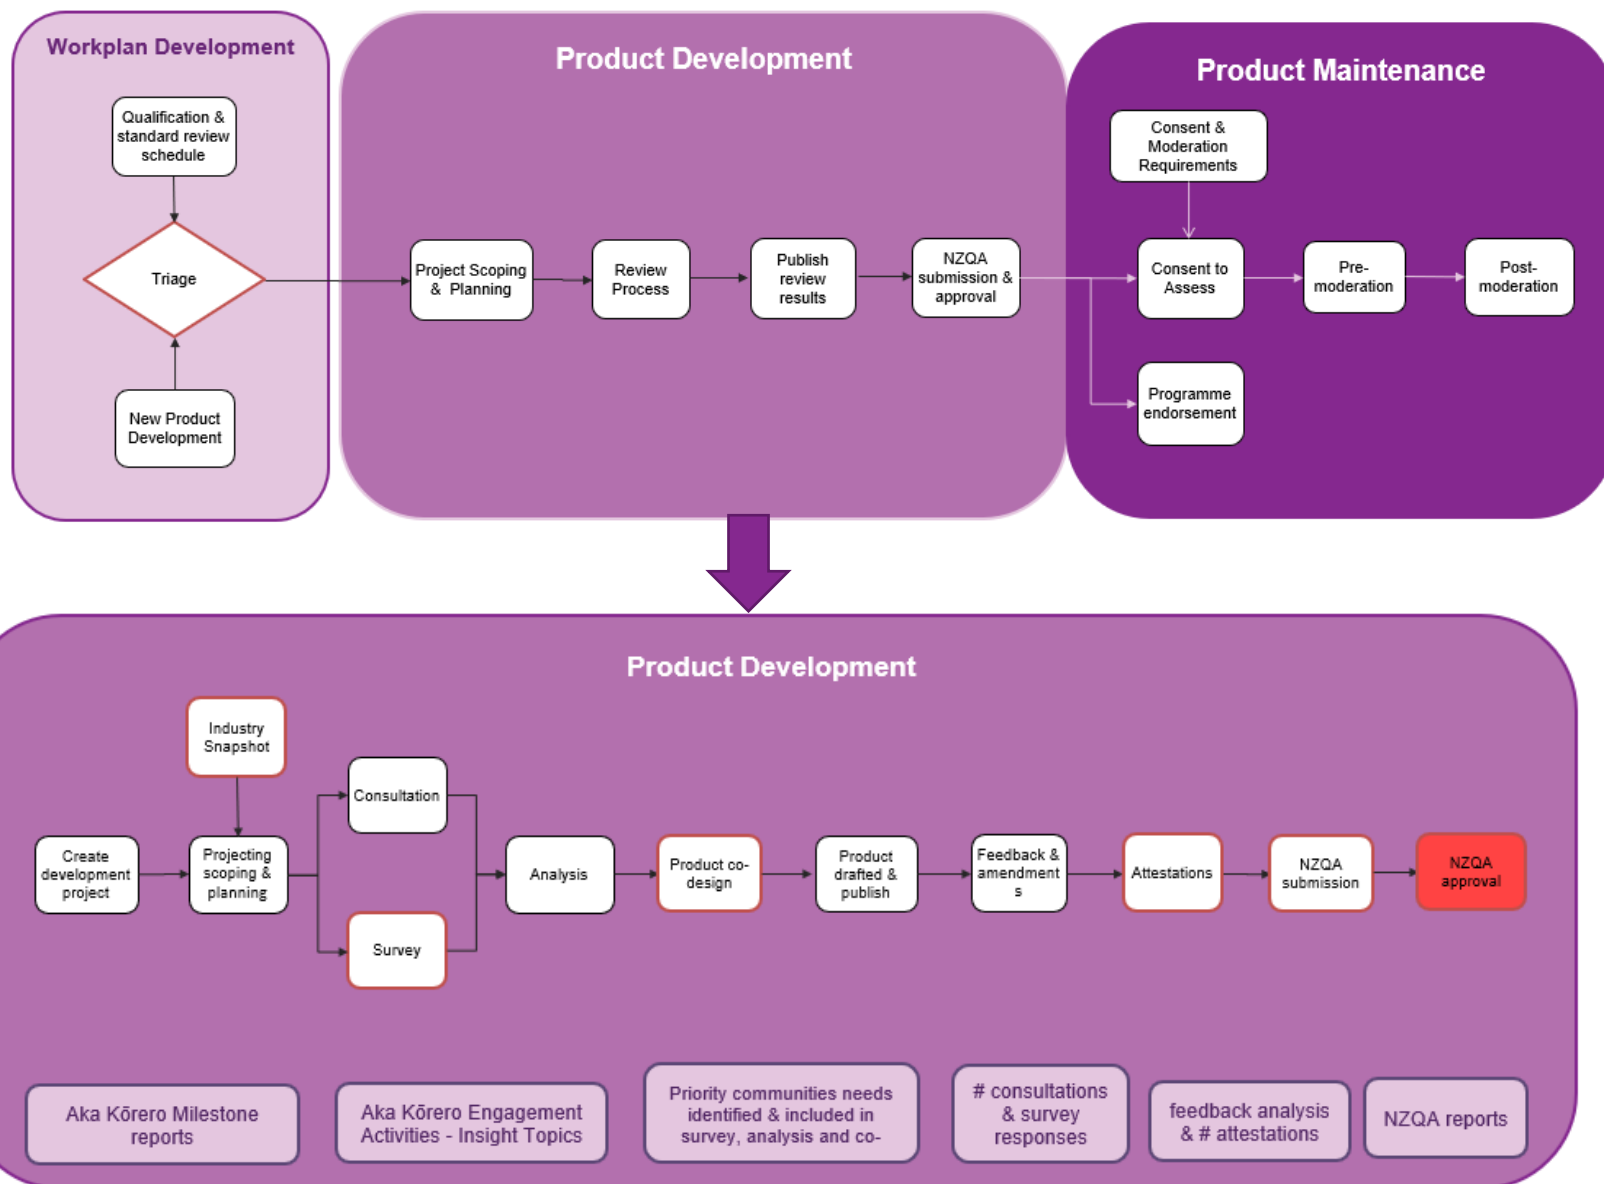 Workplan Development
Qualification &
standard review
schedule
Triage
New Product
Development
Product Development
Project Scoping
& Planning
Review
Process
Publish
review
results
NZQA
submission &
approval
Product Maintenance
Consent &
Moderation
Requirements
Consent to
Assess
Pre-
moderation
Post-
moderation
Programme
endorsement
Product Development
Industry
Snapshot
Create
development
project
Projecting
scoping &
planning
Consultation
Survey
Analysis
Product co-
design
Product
drafted &
publish
Feedback &
amendment
s
Attestations
NZQA
submission
NZQA
approval
Aka Kōrero Milestone
reports
Aka Kōrero Engagement
Activities - Insight Topics
Priority communities needs
identified & included in
survey, analysis and co-
# consultations
& survey
responses
feedback analysis
& # attestations
NZQA reports